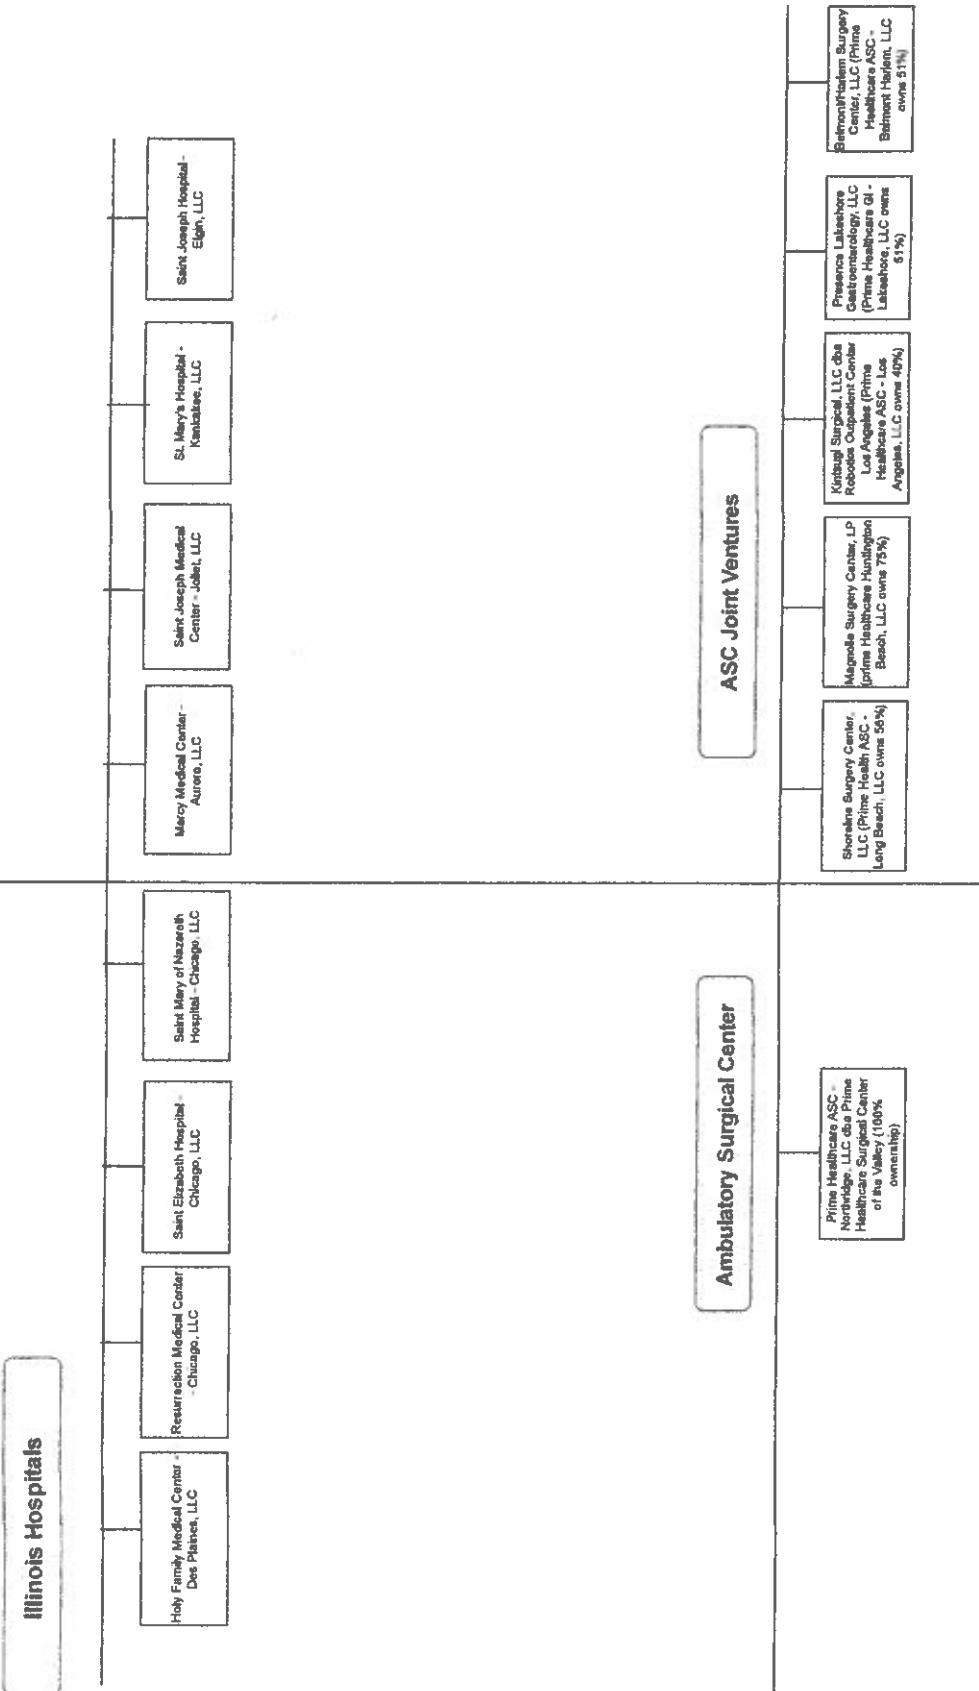 Illinois Hospitals
Holy Family Medical Center -
Des Plaines, LLC
Resurrection Medical Center
- Chicago, LLC
Saint Elizabeth Hospital -
Chicago, LLC
Saint Mary of Nazareth
Hospital - Chicago, LLC
Mercy Medical Center -
Aurora, LLC
Saint Joseph Medical
Center - Joliet, LLC
St. Mary's Hospital -
Kankakee, LLC
Saint Joseph Hospital -
Elgin, LLC
Ambulatory Surgical Center
Prime Healthcare ASC -
Northridge, LLC dba Prime
Healthcare Surgical Center
of the Valley (100%
ownership)
ASC Joint Ventures
Shoreline Surgery Center,
LLC (Prime Health ASC -
Long Beach, LLC owns 56%)
Magnolia Surgery Center, LP
(prime Healthcare Huntington
Beach, LLC owns 75%)
Kintsugi Surgical, LLC dba
Robotics Outpatient Center
Los Angeles (Prime
Healthcare ASC - Los
Angeles, LLC owns 40%)
Presence Lakeshore
Gastroenterology, LLC
(Prime Healthcare GI -
Lakeshore, LLC owns
51%)
Belmont/Harlem Surgery
Center, LLC (Prime
Healthcare ASC -
Belmont Harlem, LLC
owns 51%)